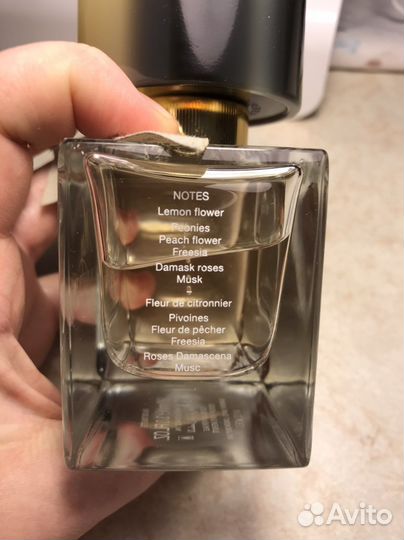 NOTES
Lemon flower
Peonies
Peach flower
Freesia
Damask roses
Musk
Fleur de citronnier
Pivoines
Fleur de pêcher
Freesia
Roses Damascena
Musc
Avito